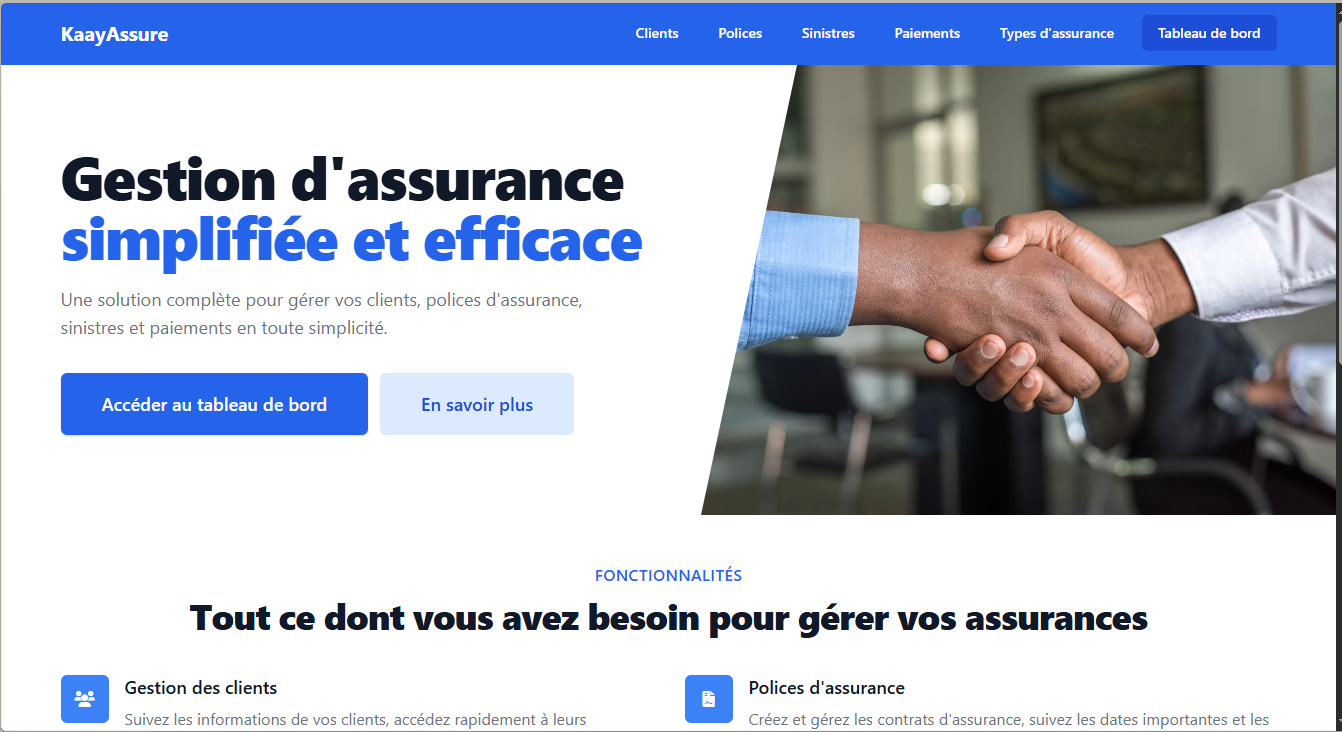 KaayAssure
Clients
Polices
Sinistres
Paiements
Types d'assurance
Tableau de bord
Gestion d'assurance
simplifiée et efficace
Une solution complète pour gérer vos clients, polices d'assurance,
sinistres et paiements en toute simplicité.
Accéder au tableau de bord
En savoir plus
FONCTIONNALITÉS
Tout ce dont vous avez besoin pour gérer vos assurances
Gestion des clients
Suivez les informations de vos clients, accédez rapidement à leurs
Polices d'assurance
Créez et gérez les contrats d'assurance, suivez les dates importantes et les